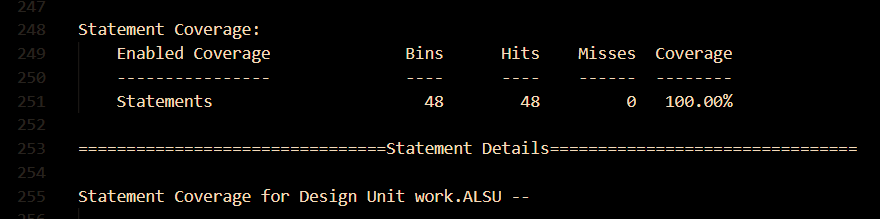 247
248 Statement Coverage:
249 Enabled Coverage Bins Hits Misses Coverage
250 ---------------- ---- ---- ------ --------
251 Statements 48 48 0 100.00%
252
253 ================================Statement Details================================
254
255 Statement Coverage for Design Unit work.ALSU --
256